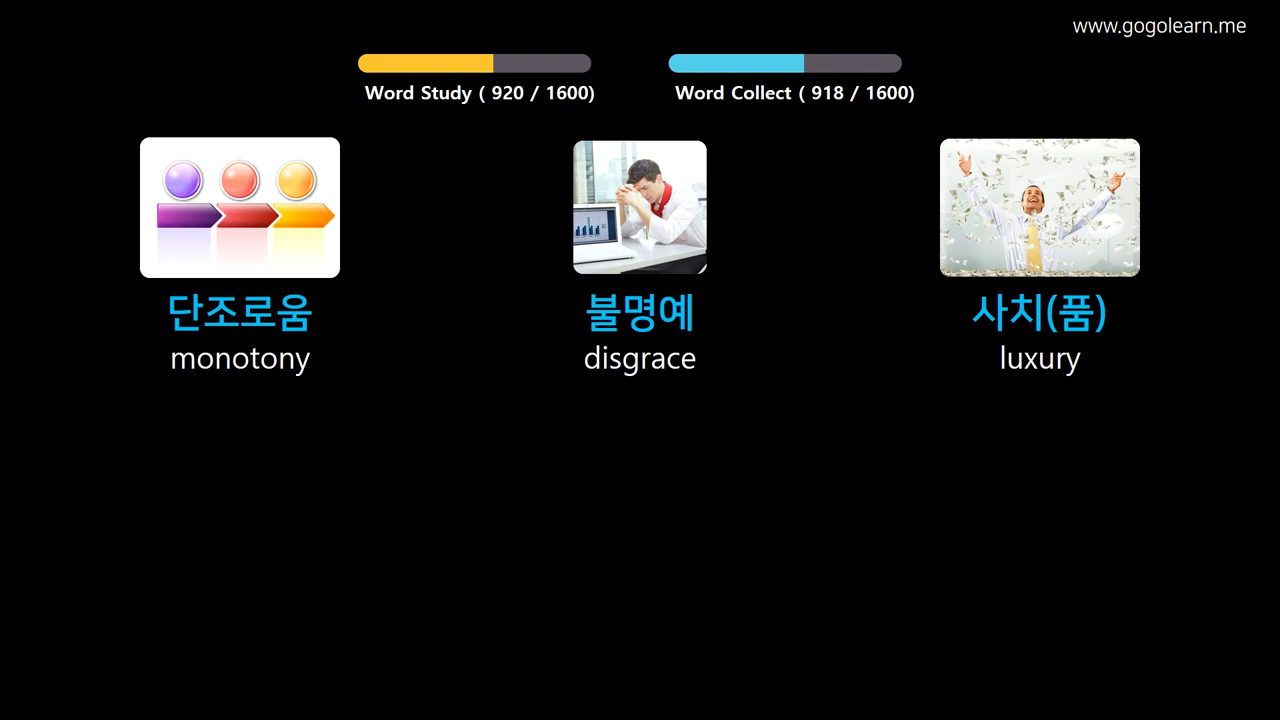 www.gogolearn.me
Word Study ( 920 / 1600)
Word Collect ( 918 / 1600)
단조로움
monotony
불명예
disgrace
사치(품)
luxury